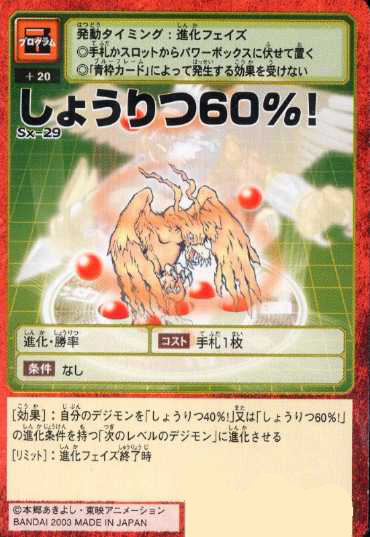 プログラム
+20
発動タイミング：進化フェイズ
◎手札かスロットからパワーボックスに伏せて置く
◎「青枠カード」によって発生する効果を受けない
しょうりつ60%!
Sx-29
進化・勝率
コスト 手札1枚
条件 なし
[効果]：自分のデジモンを「しょうりつ40%!」又は「しょうりつ60%!」
の進化条件を持つ「次のレベルのデジモン」に進化させる
[リミット]：進化フェイズ終了時
©本郷あきよし・東映アニメーション
BANDAI 2003 MADE IN JAPAN